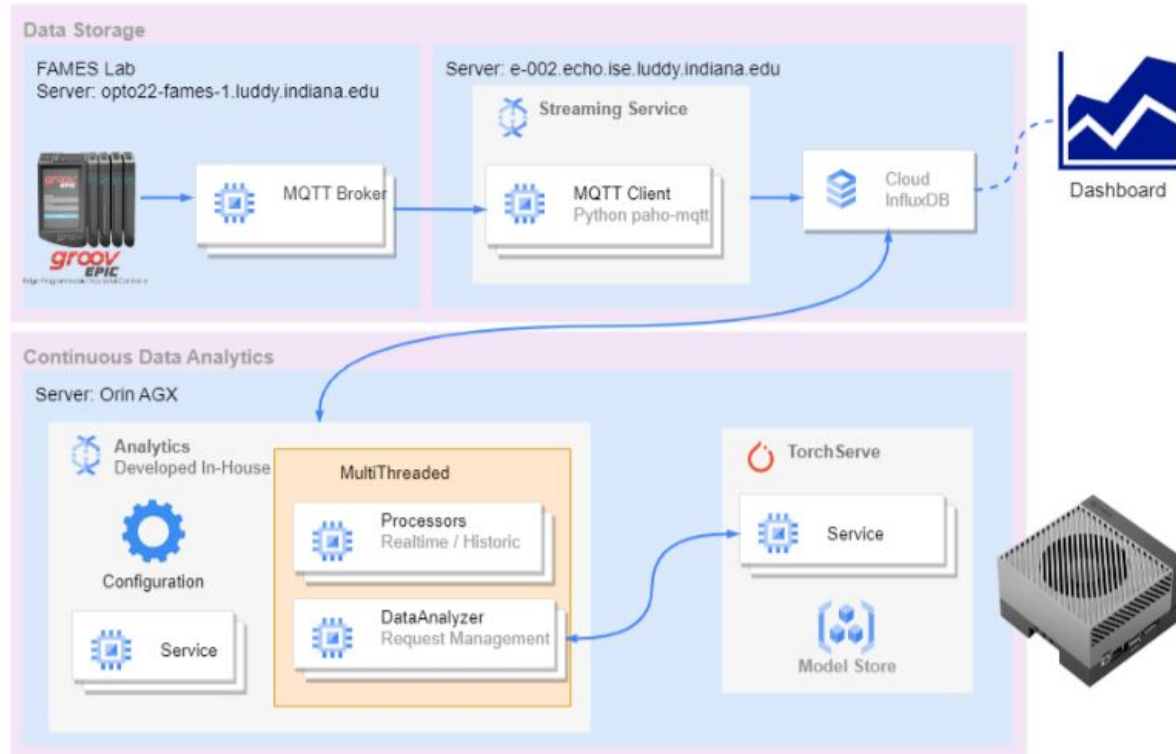 Data Storage
FAMES Lab
Server: opto22-fames-1.luddy.indiana.edu
groov
EPIC
groov
EPIC
MQTT Broker
Server: e-002.echo.ise.luddy.indiana.edu
Streaming Service
MQTT Client
Python paho-mqtt
Cloud
InfluxDB
Dashboard
Continuous Data Analytics
Server: Orin AGX
Analytics
Developed In-House
Configuration
Service
MultiThreaded
Processors
Realtime / Historic
DataAnalyzer
Request Management
TorchServe
Service
Model Store